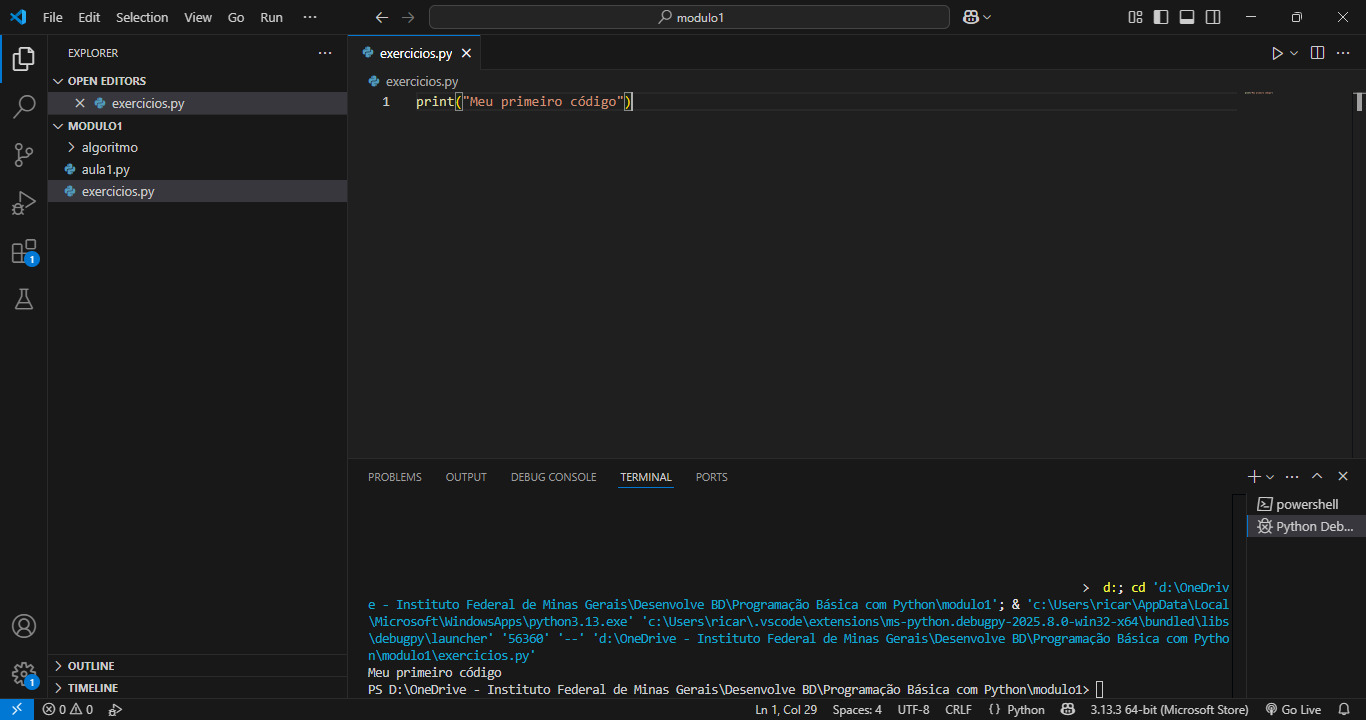 File Edit Selection View Go Run ···
modulo1
EXPLORER ···
OPEN EDITORS
exercicios.py
MODULO1
algoritmo
aula1.py
exercicios.py
OUTLINE
TIMELINE
exercicios.py
exercicios.py
1 print("Meu primeiro código")
PROBLEMS OUTPUT DEBUG CONSOLE TERMINAL PORTS
powershell
Python Deb...
> d:; cd 'd:\OneDriv
e - Instituto Federal de Minas Gerais\Desenvolve BD\Programação Básica com Python\modulo1'; & 'c:\Users\ricar\AppData\Local
\Microsoft\WindowsApps\python3.13.exe' 'c:\Users\ricar\.vscode\extensions\ms-python.debugpy-2025.8.0-win32-x64\bundled\libs
\debugpy\launcher' '56360' '--' 'd:\OneDrive - Instituto Federal de Minas Gerais\Desenvolve BD\Programação Básica com Pytho
n\modulo1\exercicios.py'
Meu primeiro código
PS D:\OneDrive - Instituto Federal de Minas Gerais\Desenvolve BD\Programação Básica com Python\modulo1>
1
1
0 0 Ln 1, Col 29 Spaces: 4 UTF-8 CRLF {} Python 3.13.3 64-bit (Microsoft Store) Go Live